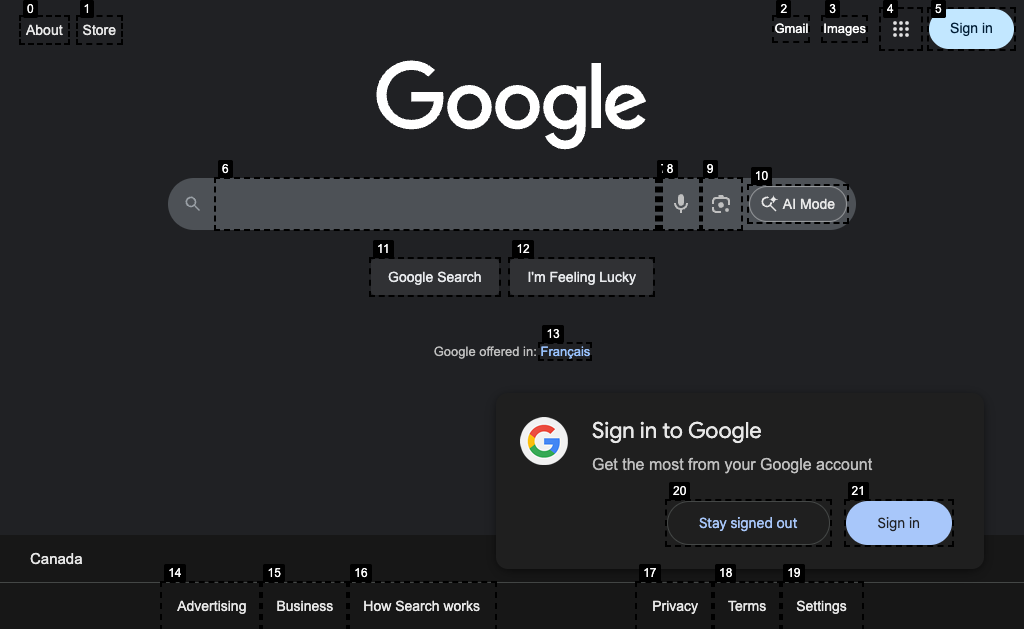 0 1 2 3 4 5
About Store Gmail Images Sign in
Google
6 8 9 10
AI Mode
11 12
Google Search I'm Feeling Lucky
13
Google offered in: Français
Sign in to Google
Get the most from your Google account
20 21
Stay signed out Sign in
Canada
14 15 16 17 18 19
Advertising Business How Search works Privacy Terms Settings